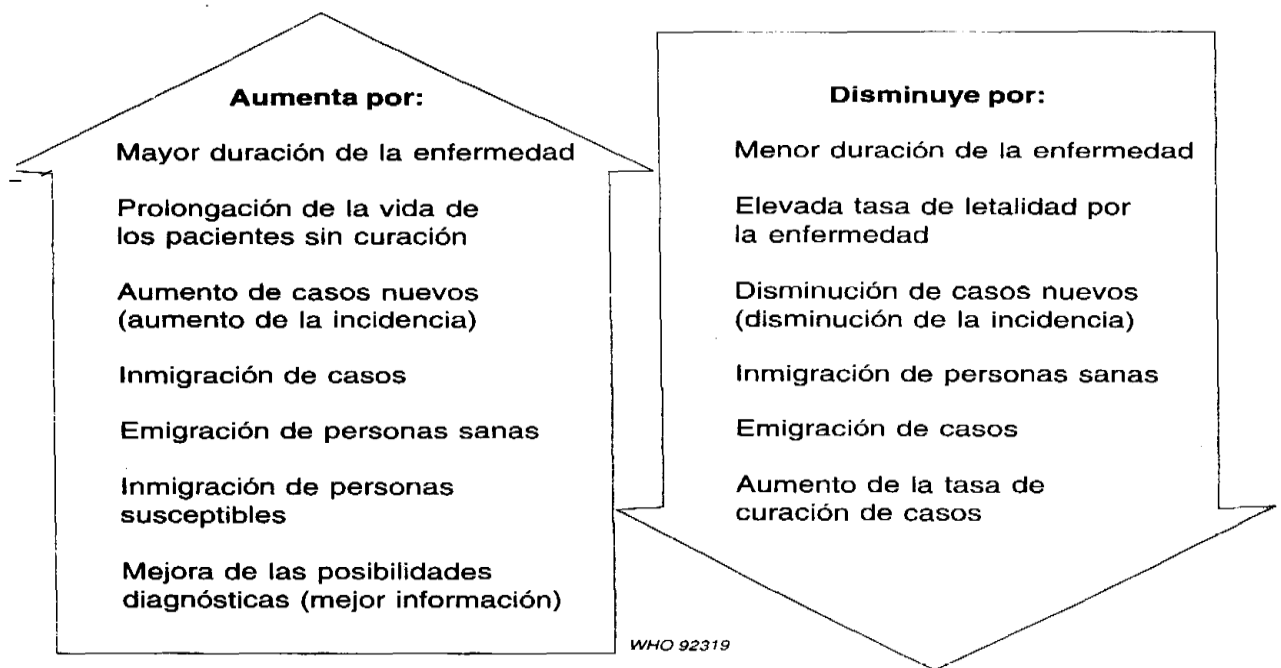 Aumenta por:
Mayor duración de la enfermedad
Prolongación de la vida de
los pacientes sin curación
Aumento de casos nuevos
(aumento de la incidencia)
Inmigración de casos
Emigración de personas sanas
Inmigración de personas
susceptibles
Mejora de las posibilidades
diagnósticas (mejor información)
Disminuye por:
Menor duración de la enfermedad
Elevada tasa de letalidad por
la enfermedad
Disminución de casos nuevos
(disminución de la incidencia)
Inmigración de personas sanas
Emigración de casos
Aumento de la tasa de
curación de casos
WHO 92319